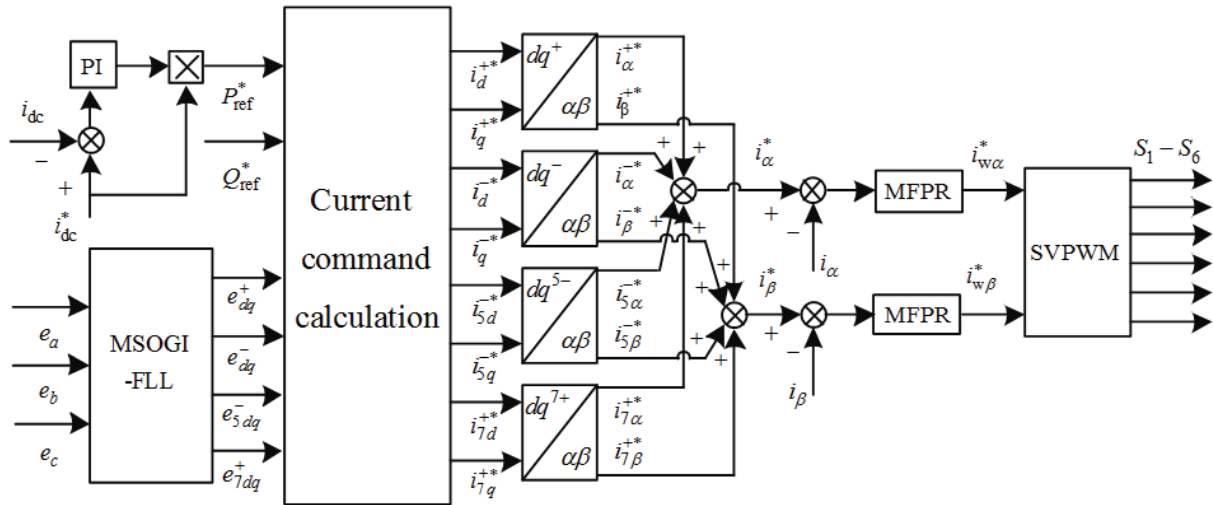 PI
i_dc
−
+
i*_dc
P*_ref
Q*_ref
MSOGI
-FLL
e_a
e_b
e_c
e⁺_dq
e⁻_dq
e⁻_5dq
e⁺_7dq
Current
command
calculation
i⁺*_d
i⁺*_q
i⁻*_d
i⁻*_q
i⁻*_5d
i⁻*_5q
i⁺*_7d
i⁺*_7q
dq⁺
αβ
dq⁻
αβ
dq⁵⁻
αβ
dq⁷⁺
αβ
i⁺*_α
i⁺*_β
i⁻*_α
i⁻*_β
i⁻*_5α
i⁻*_5β
i⁺*_7α
i⁺*_7β
+
+
+
+
+
+
+
+
i*_α
+
−
i_α
i*_β
+
−
i_β
MFPR
MFPR
i*_wα
i*_wβ
SVPWM
S₁ − S₆